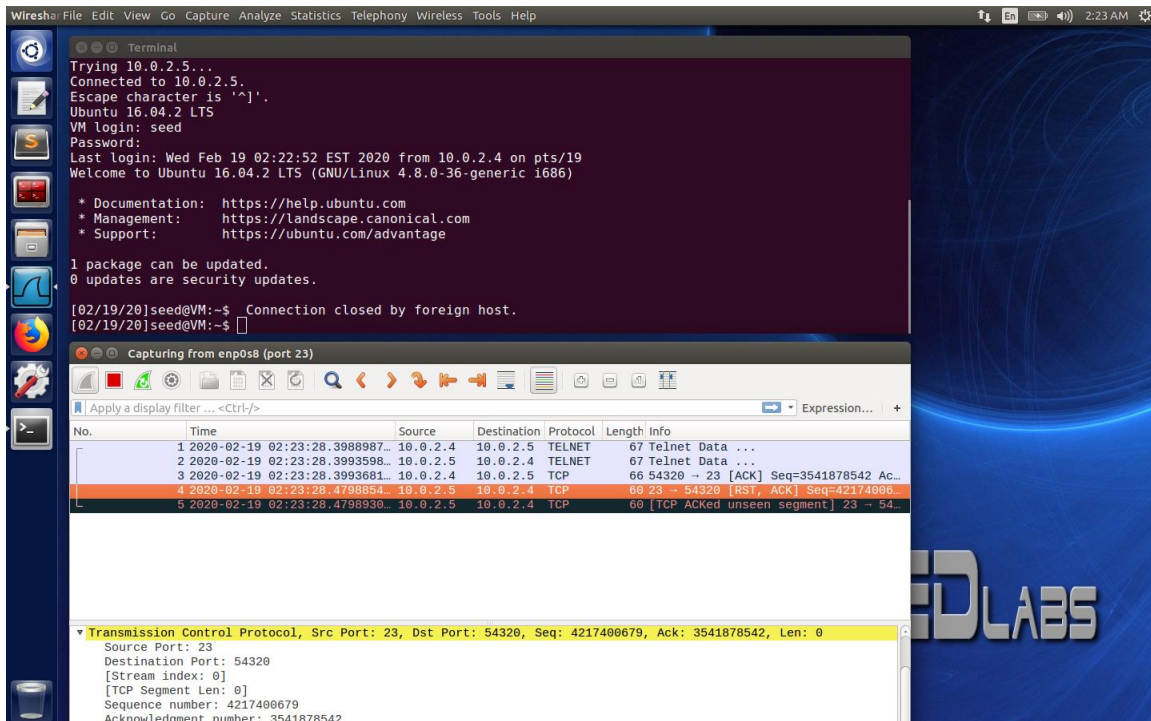 Wiresha File Edit View Go Capture Analyze Statistics Telephony Wireless Tools Help En 2:23 AM
Terminal
Trying 10.0.2.5...
Connected to 10.0.2.5.
Escape character is '^]'.
Ubuntu 16.04.2 LTS
VM login: seed
Password:
Last login: Wed Feb 19 02:22:52 EST 2020 from 10.0.2.4 on pts/19
Welcome to Ubuntu 16.04.2 LTS (GNU/Linux 4.8.0-36-generic i686)
* Documentation: https://help.ubuntu.com
* Management: https://landscape.canonical.com
* Support: https://ubuntu.com/advantage
1 package can be updated.
0 updates are security updates.
[02/19/20]seed@VM:~$ Connection closed by foreign host.
[02/19/20]seed@VM:~$
Capturing from enp0s8 (port 23)
Apply a display filter ... <Ctrl-/> Expression... +
No. Time Source Destination Protocol Length Info
1 2020-02-19 02:23:28.3988987… 10.0.2.4 10.0.2.5 TELNET 67 Telnet Data ...
2 2020-02-19 02:23:28.3993598… 10.0.2.5 10.0.2.4 TELNET 67 Telnet Data ...
3 2020-02-19 02:23:28.3993681… 10.0.2.4 10.0.2.5 TCP 66 54320 → 23 [ACK] Seq=3541878542 Ac…
4 2020-02-19 02:23:28.4798854… 10.0.2.5 10.0.2.4 TCP 60 23 → 54320 [RST, ACK] Seq=42174006…
5 2020-02-19 02:23:28.4798930… 10.0.2.5 10.0.2.4 TCP 60 [TCP ACKed unseen segment] 23 → 54…
EDLABS
Transmission Control Protocol, Src Port: 23, Dst Port: 54320, Seq: 4217400679, Ack: 3541878542, Len: 0
Source Port: 23
Destination Port: 54320
[Stream index: 0]
[TCP Segment Len: 0]
Sequence number: 4217400679
Acknowledgment number: 3541878542